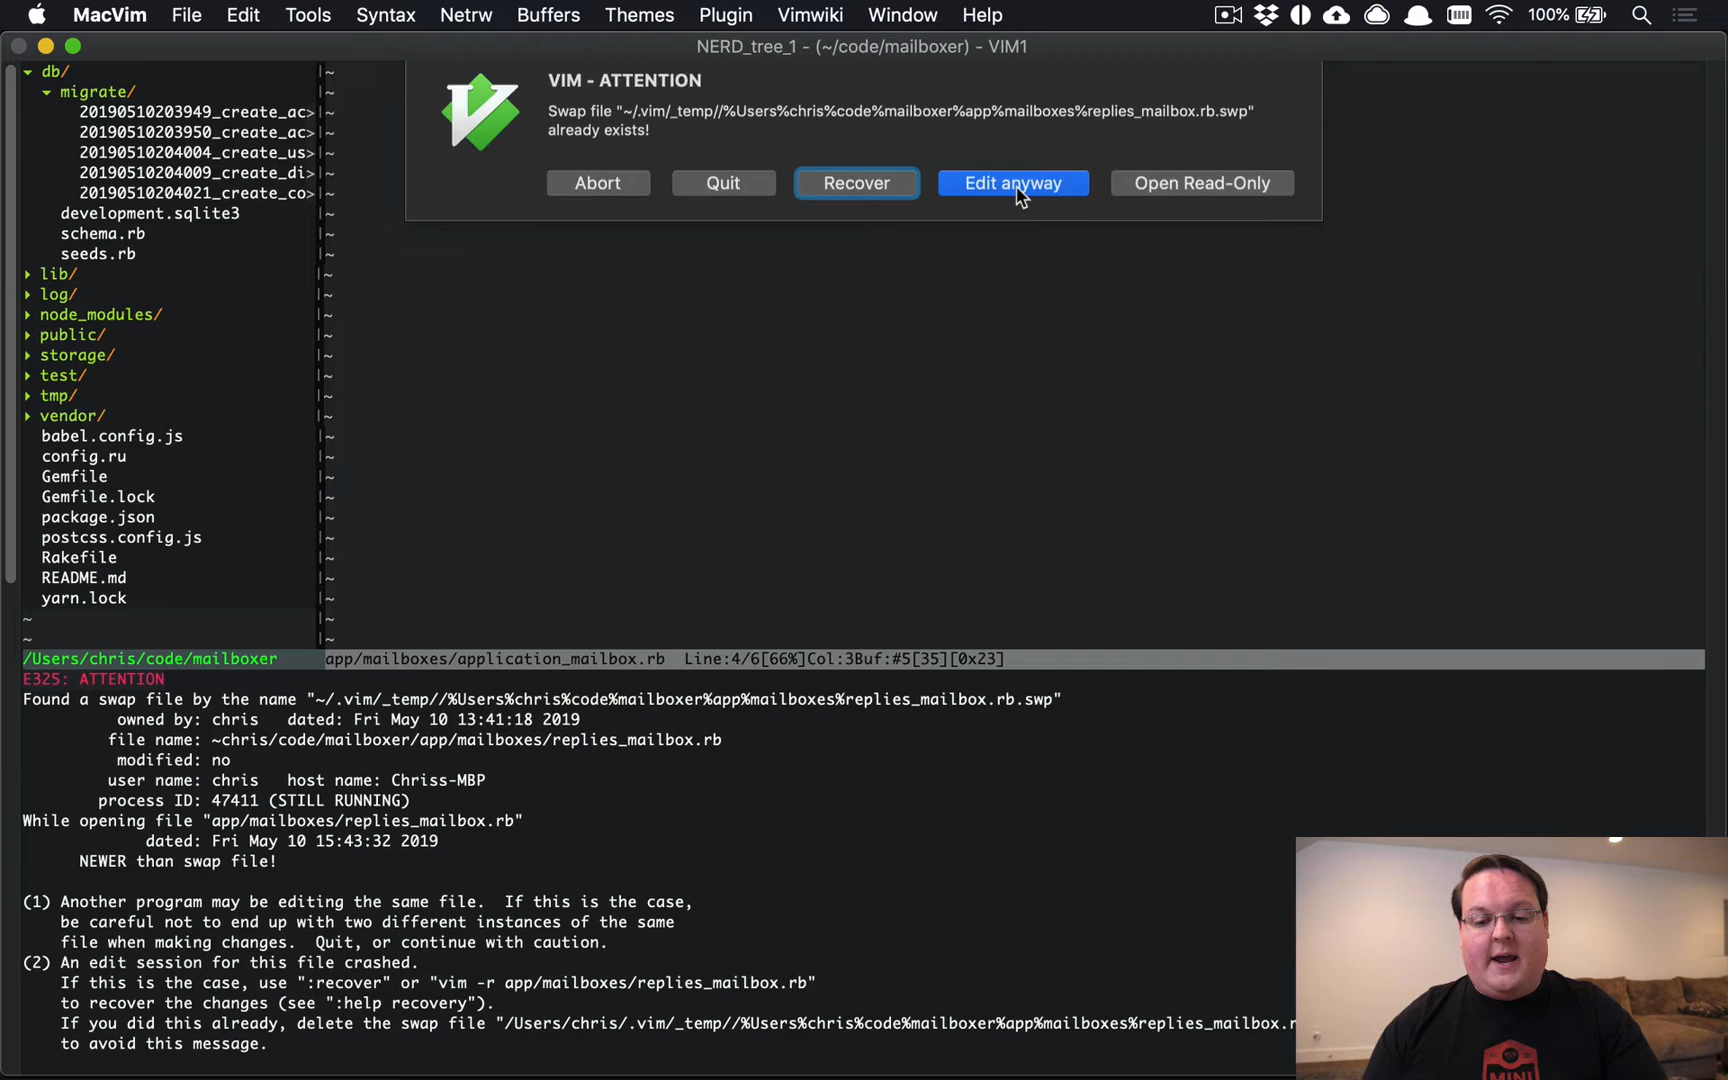 MacVim File Edit Tools Syntax Netrw Buffers Themes Plugin Vimwiki Window Help 100%
NERD_tree_1 - (~/code/mailboxer) - VIM1
VIM - ATTENTION
Swap file "~/.vim/_temp//%Users%chris%code%mailboxer%app%mailboxes%replies_mailbox.rb.swp"
already exists!
Abort Quit Recover Edit anyway Open Read-Only
▾ db/
▾ migrate/
20190510203949_create_ac>
20190510203950_create_ac>
20190510204004_create_us>
20190510204009_create_di>
20190510204021_create_co>
development.sqlite3
schema.rb
seeds.rb
▸ lib/
▸ log/
▸ node_modules/
▸ public/
▸ storage/
▸ test/
▸ tmp/
▸ vendor/
babel.config.js
config.ru
Gemfile
Gemfile.lock
package.json
postcss.config.js
Rakefile
README.md
yarn.lock
~
~
/Users/chris/code/mailboxer app/mailboxes/application_mailbox.rb Line:4/6[66%]Col:3Buf:#5[35][0x23]
E325: ATTENTION
Found a swap file by the name "~/.vim/_temp//%Users%chris%code%mailboxer%app%mailboxes%replies_mailbox.rb.swp"
owned by: chris dated: Fri May 10 13:41:18 2019
file name: ~chris/code/mailboxer/app/mailboxes/replies_mailbox.rb
modified: no
user name: chris host name: Chriss-MBP
process ID: 47411 (STILL RUNNING)
While opening file "app/mailboxes/replies_mailbox.rb"
dated: Fri May 10 15:43:32 2019
NEWER than swap file!
(1) Another program may be editing the same file. If this is the case,
be careful not to end up with two different instances of the same
file when making changes. Quit, or continue with caution.
(2) An edit session for this file crashed.
If this is the case, use ":recover" or "vim -r app/mailboxes/replies_mailbox.rb"
to recover the changes (see ":help recovery").
If you did this already, delete the swap file "/Users/chris/.vim/_temp//%Users%chris%code%mailboxer%app%mailboxes%replies_mailbox.r
to avoid this message.
MINI